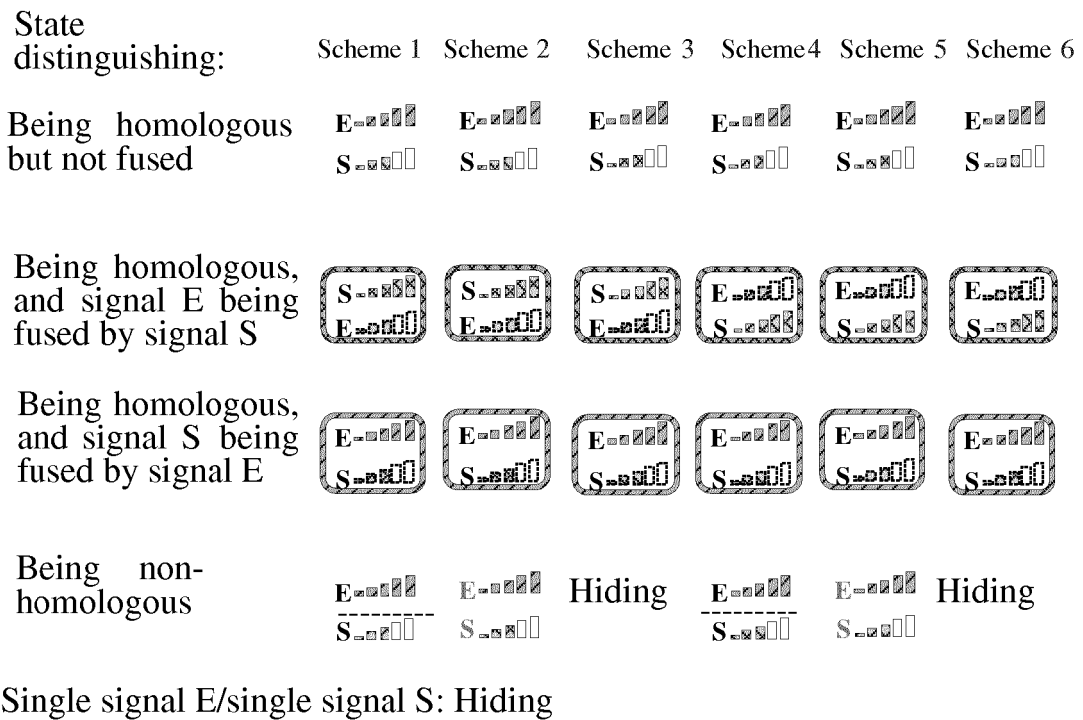 State
distinguishing:
Scheme 1 Scheme 2 Scheme 3 Scheme4 Scheme 5 Scheme 6
Being homologous
but not fused
E E E E E E
S S S S S S
Being homologous,
and signal E being
fused by signal S
S S S E E E
E E E S S S
Being homologous,
and signal S being
fused by signal E
E E E E E E
S S S S S S
Being non-
homologous
E E Hiding E E Hiding
S S S S
Single signal E/single signal S: Hiding